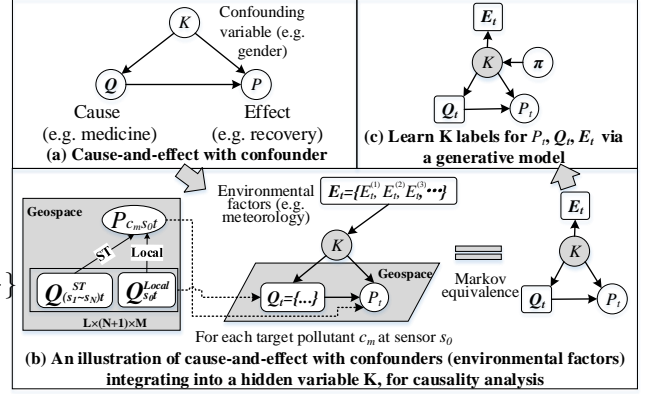 K
Confounding
variable (e.g.
gender)
Q
P
Cause
(e.g. medicine)
Effect
(e.g. recovery)
(a) Cause-and-effect with confounder
E_t
K
π
Q_t
P_t
(c) Learn K labels for P_t, Q_t, E_t via
a generative model
Geospace
P_{c_m s_0 t}
ST
Local
Q^{ST}_{(s_1~s_N)t}
Q^{Local}_{s_0 t}
L×(N+1)×M
}
Environmental
factors (e.g.
meteorology)
E_t={E_t^{(1)} E_t^{(2)} E_t^{(3)},...}
K
Geospace
Q_t={...}
P_t
For each target pollutant c_m at sensor s_0
Markov
equivalence
E_t
K
Q_t
P_t
(b) An illustration of cause-and-effect with confounders (environmental factors)
integrating into a hidden variable K, for causality analysis